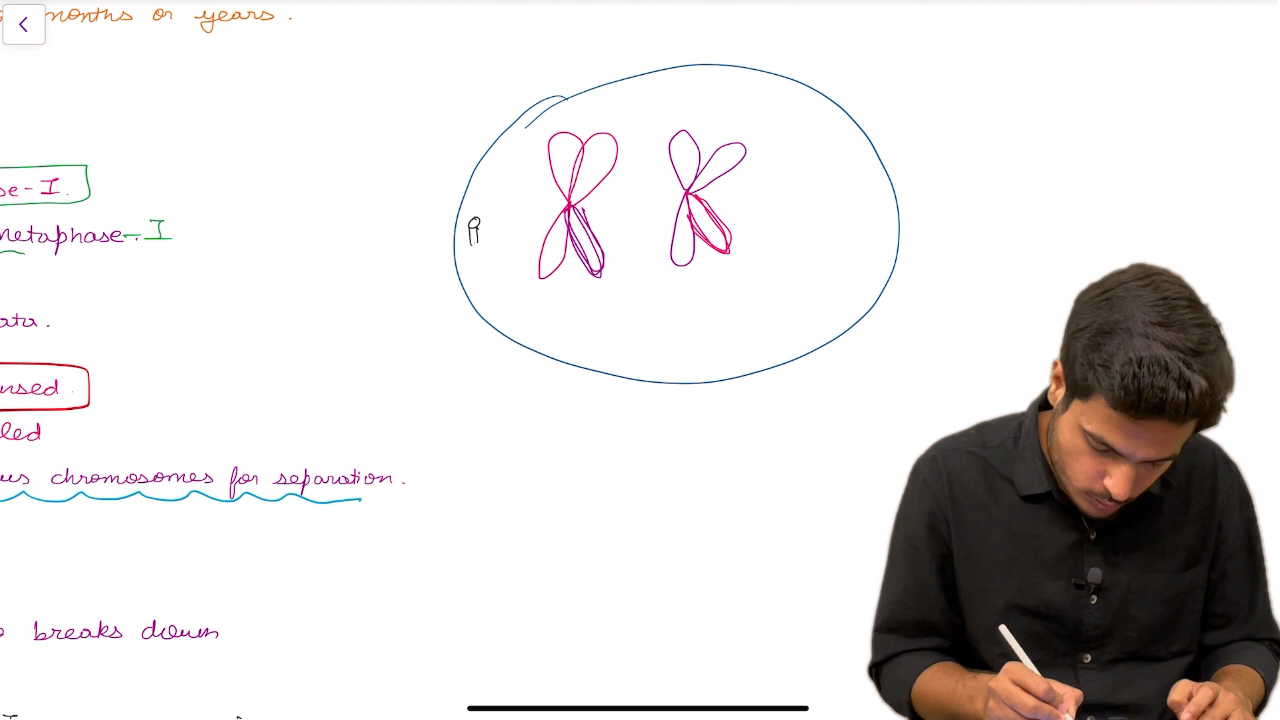 months or years.
se-I.
metaphase-I
ata.
nsed.
led
us chromosomes for separation.
breaks down